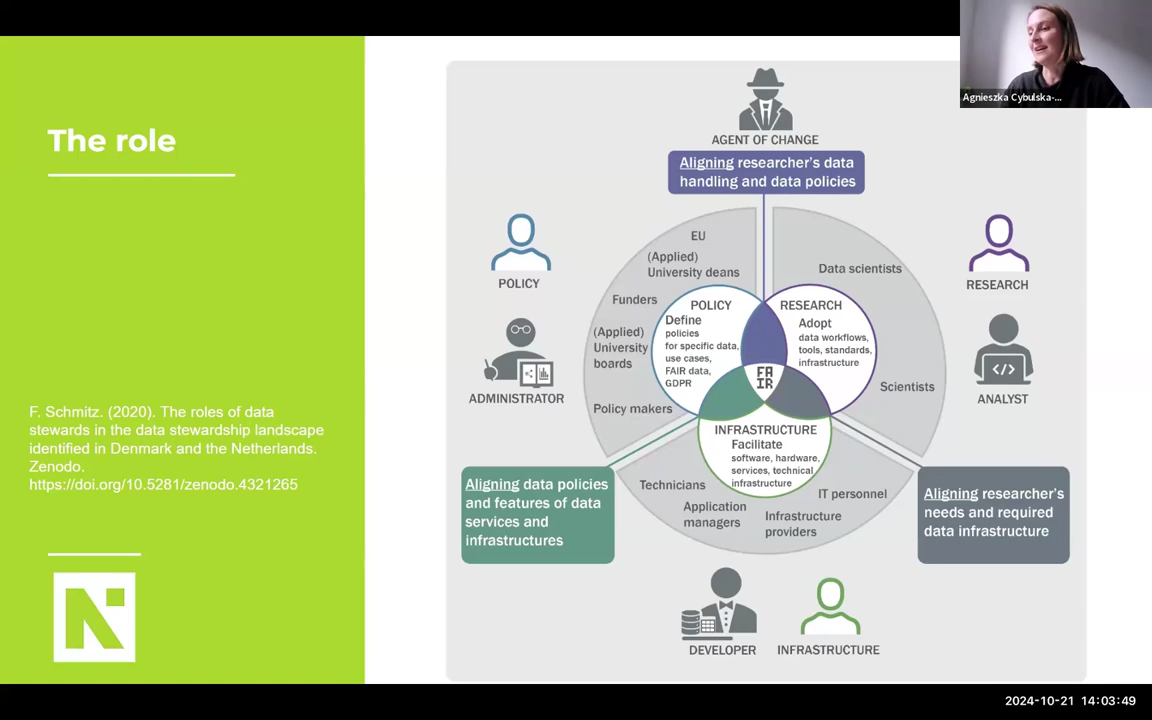 Agnieszka Cybulska-...
The role
F. Schmitz. (2020). The roles of data
stewards in the data stewardship landscape
identified in Denmark and the Netherlands.
Zenodo.
https://doi.org/10.5281/zenodo.4321265
N
AGENT OF CHANGE
Aligning researcher's data
handling and data policies
POLICY
ADMINISTRATOR
EU
(Applied)
University deans
Funders
(Applied)
University
boards
Policy makers
POLICY
Define
policies
for specific data,
use cases,
FAIR data,
GDPR
RESEARCH
Adopt
data workflows,
tools, standards,
infrastructure
FA
IR
Data scientists
Scientists
RESEARCH
</>
ANALYST
INFRASTRUCTURE
Facilitate
software, hardware,
services, technical
infrastructure
Technicians
Application
managers
Infrastructure
providers
IT personnel
Aligning data policies
and features of data
services and
infrastructures
Aligning researcher's
needs and required
data infrastructure
DEVELOPER
INFRASTRUCTURE
2024-10-21 14:03:49